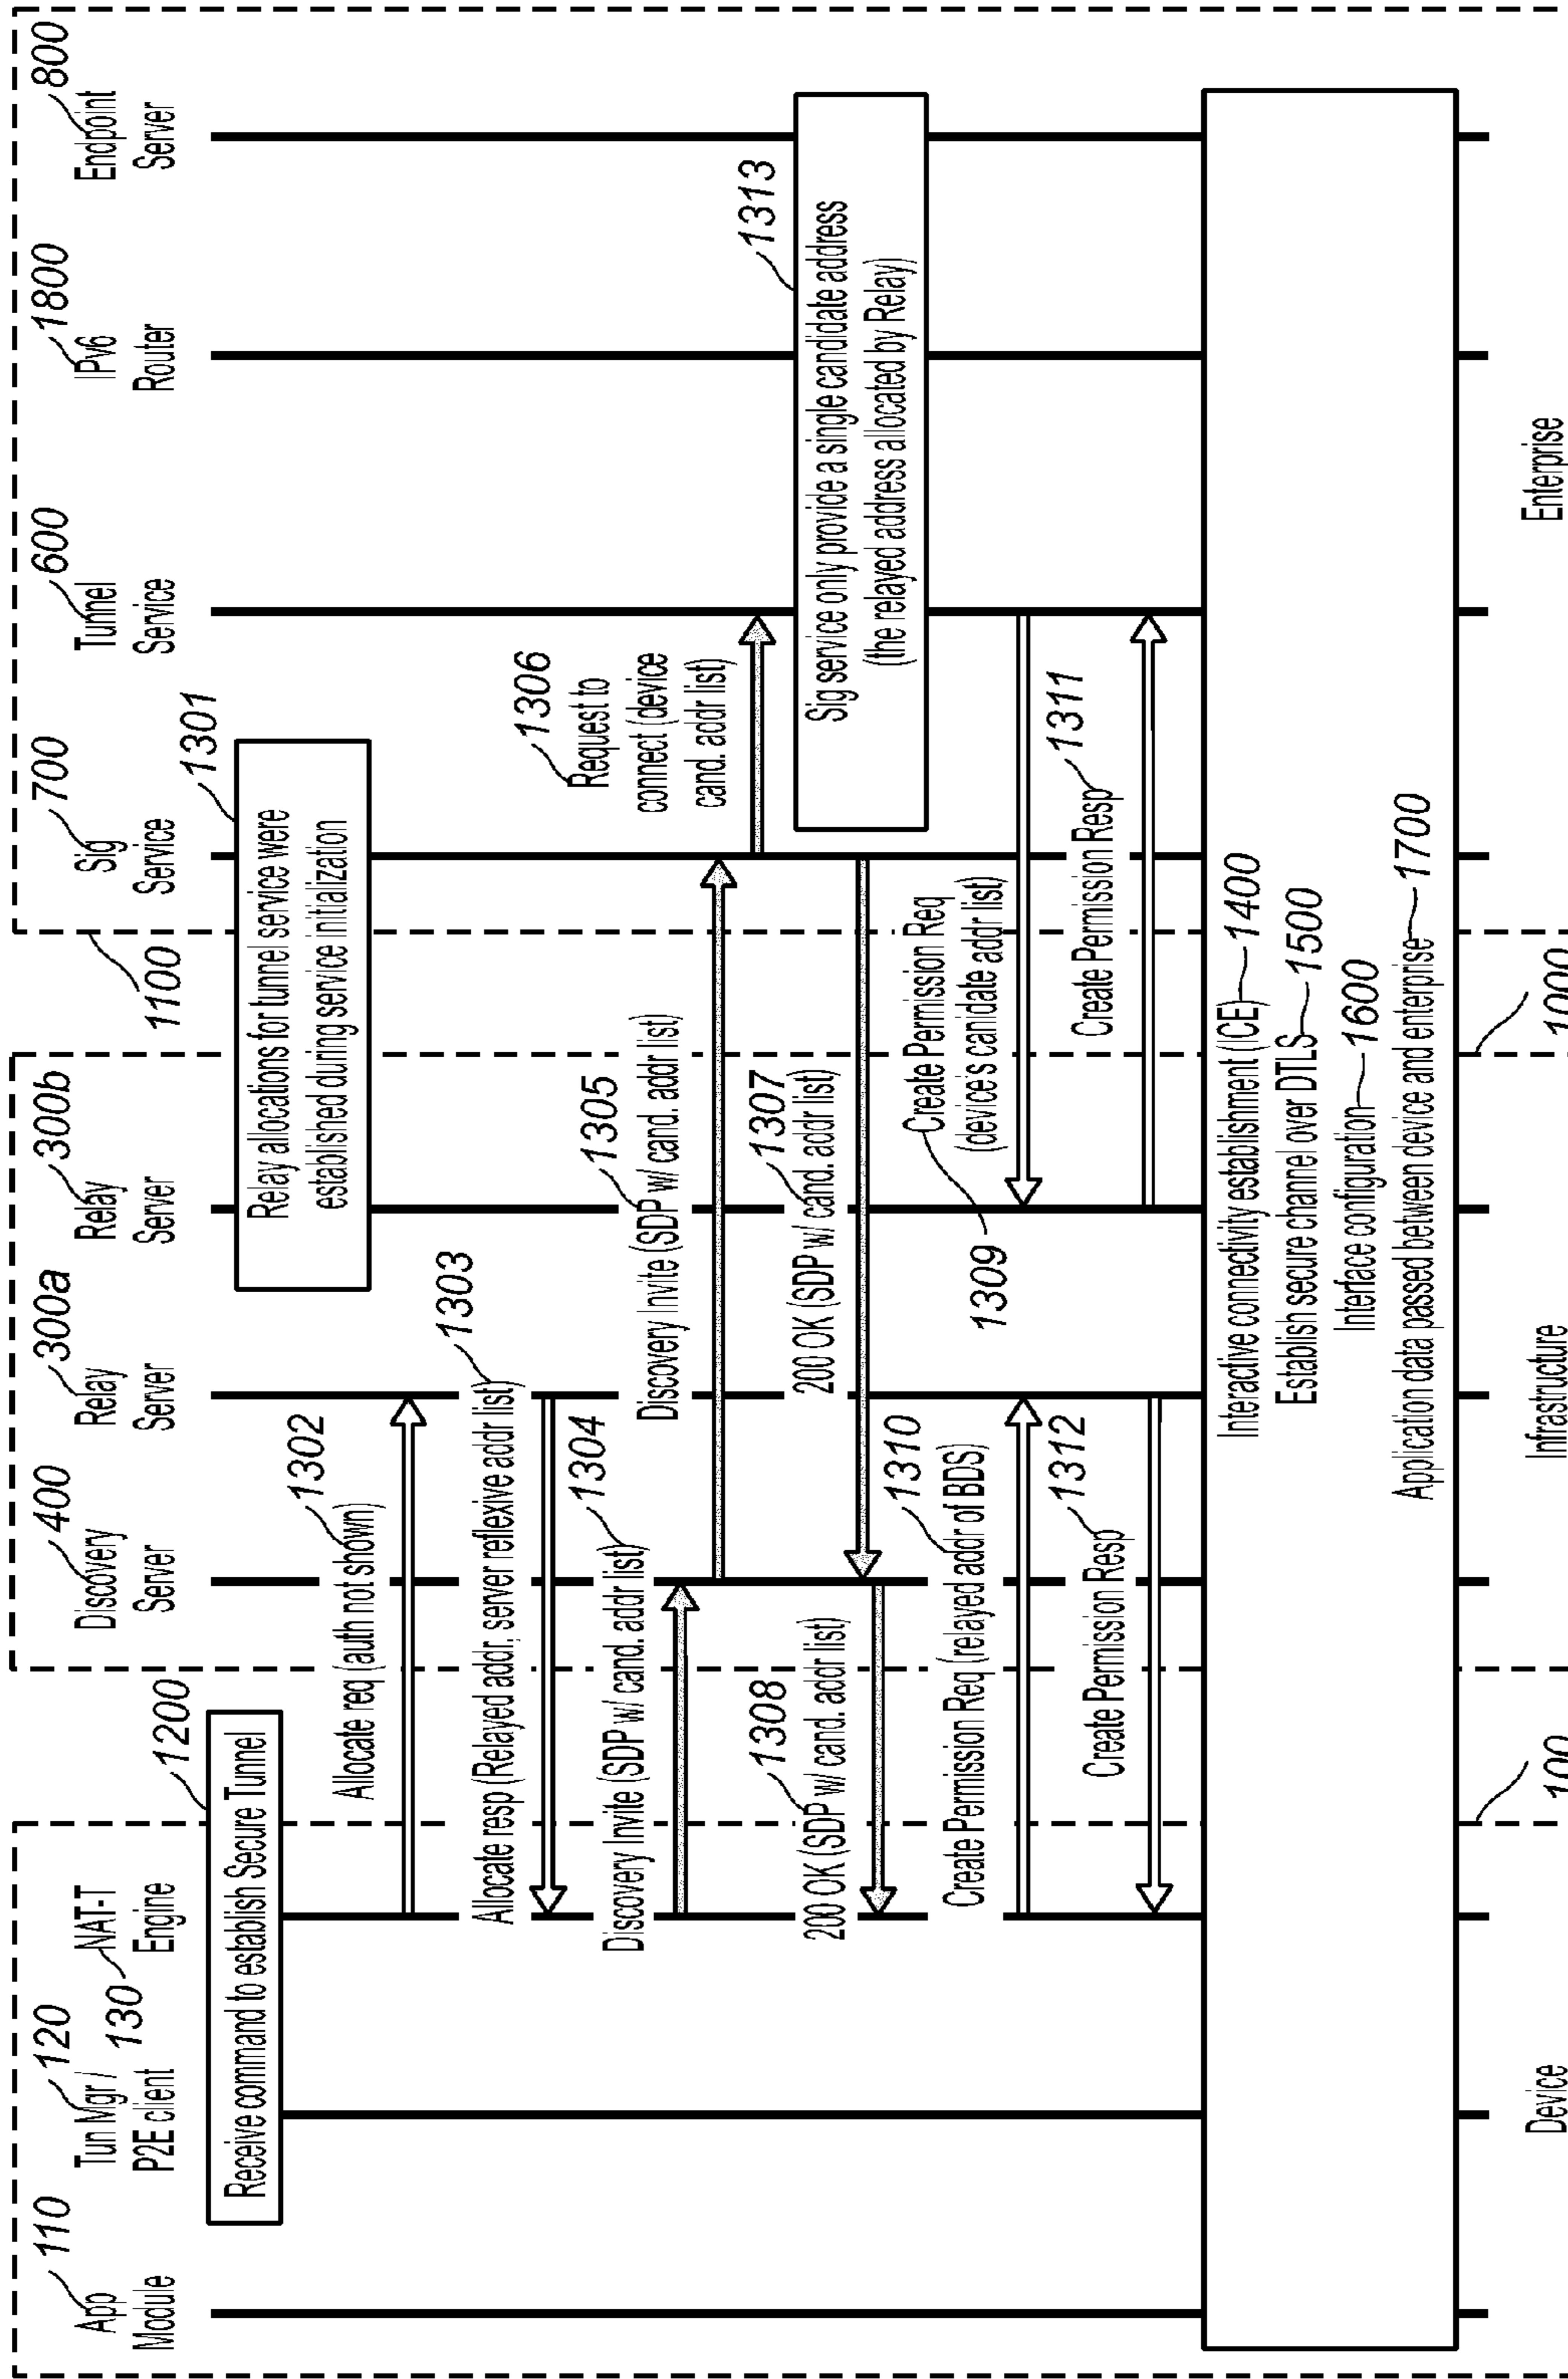 110
App
Module
120
Tun Mgr /
P2E client
130
NAT-T
Engine
400
Discovery
Server
300a
Relay
Server
300b
Relay
Server
700
Sig
Service
600
Tunnel
Service
1800
IPv6
Router
800
Endpoint
Server
1100
1200
Receive command to establish Secure Tunnel
1301
Relay allocations for tunnel service were
established during service initialization
1302
Allocate req (auth not shown)
1303
Allocate resp (Relayed addr, server reflexive addr list)
1304
Discovery Invite (SDP w/ cand. addr list)
1305
Discovery Invite (SDP w/ cand. addr list)
1306
Request to
connect (device
cand. addr list)
1313
Sig service only provide a single candidate address
(the relayed address allocated by Relay)
1307
200 OK (SDP w/ cand. addr list)
1308
200 OK (SDP w/ cand. addr list)
Create Permission Req
(device's canidate addr list)
1309
1310
Create Permission Req (relayed addr of BDS)
1311
Create Permission Resp
1312
Create Permission Resp
Interactive connectivity establishment (ICE) 1400
Establish secure channel over DTLS 1500
Interface configuration 1600
Application data passed between device and enterprise 1700
100
1000
Device
Infrastructure
Enterprise